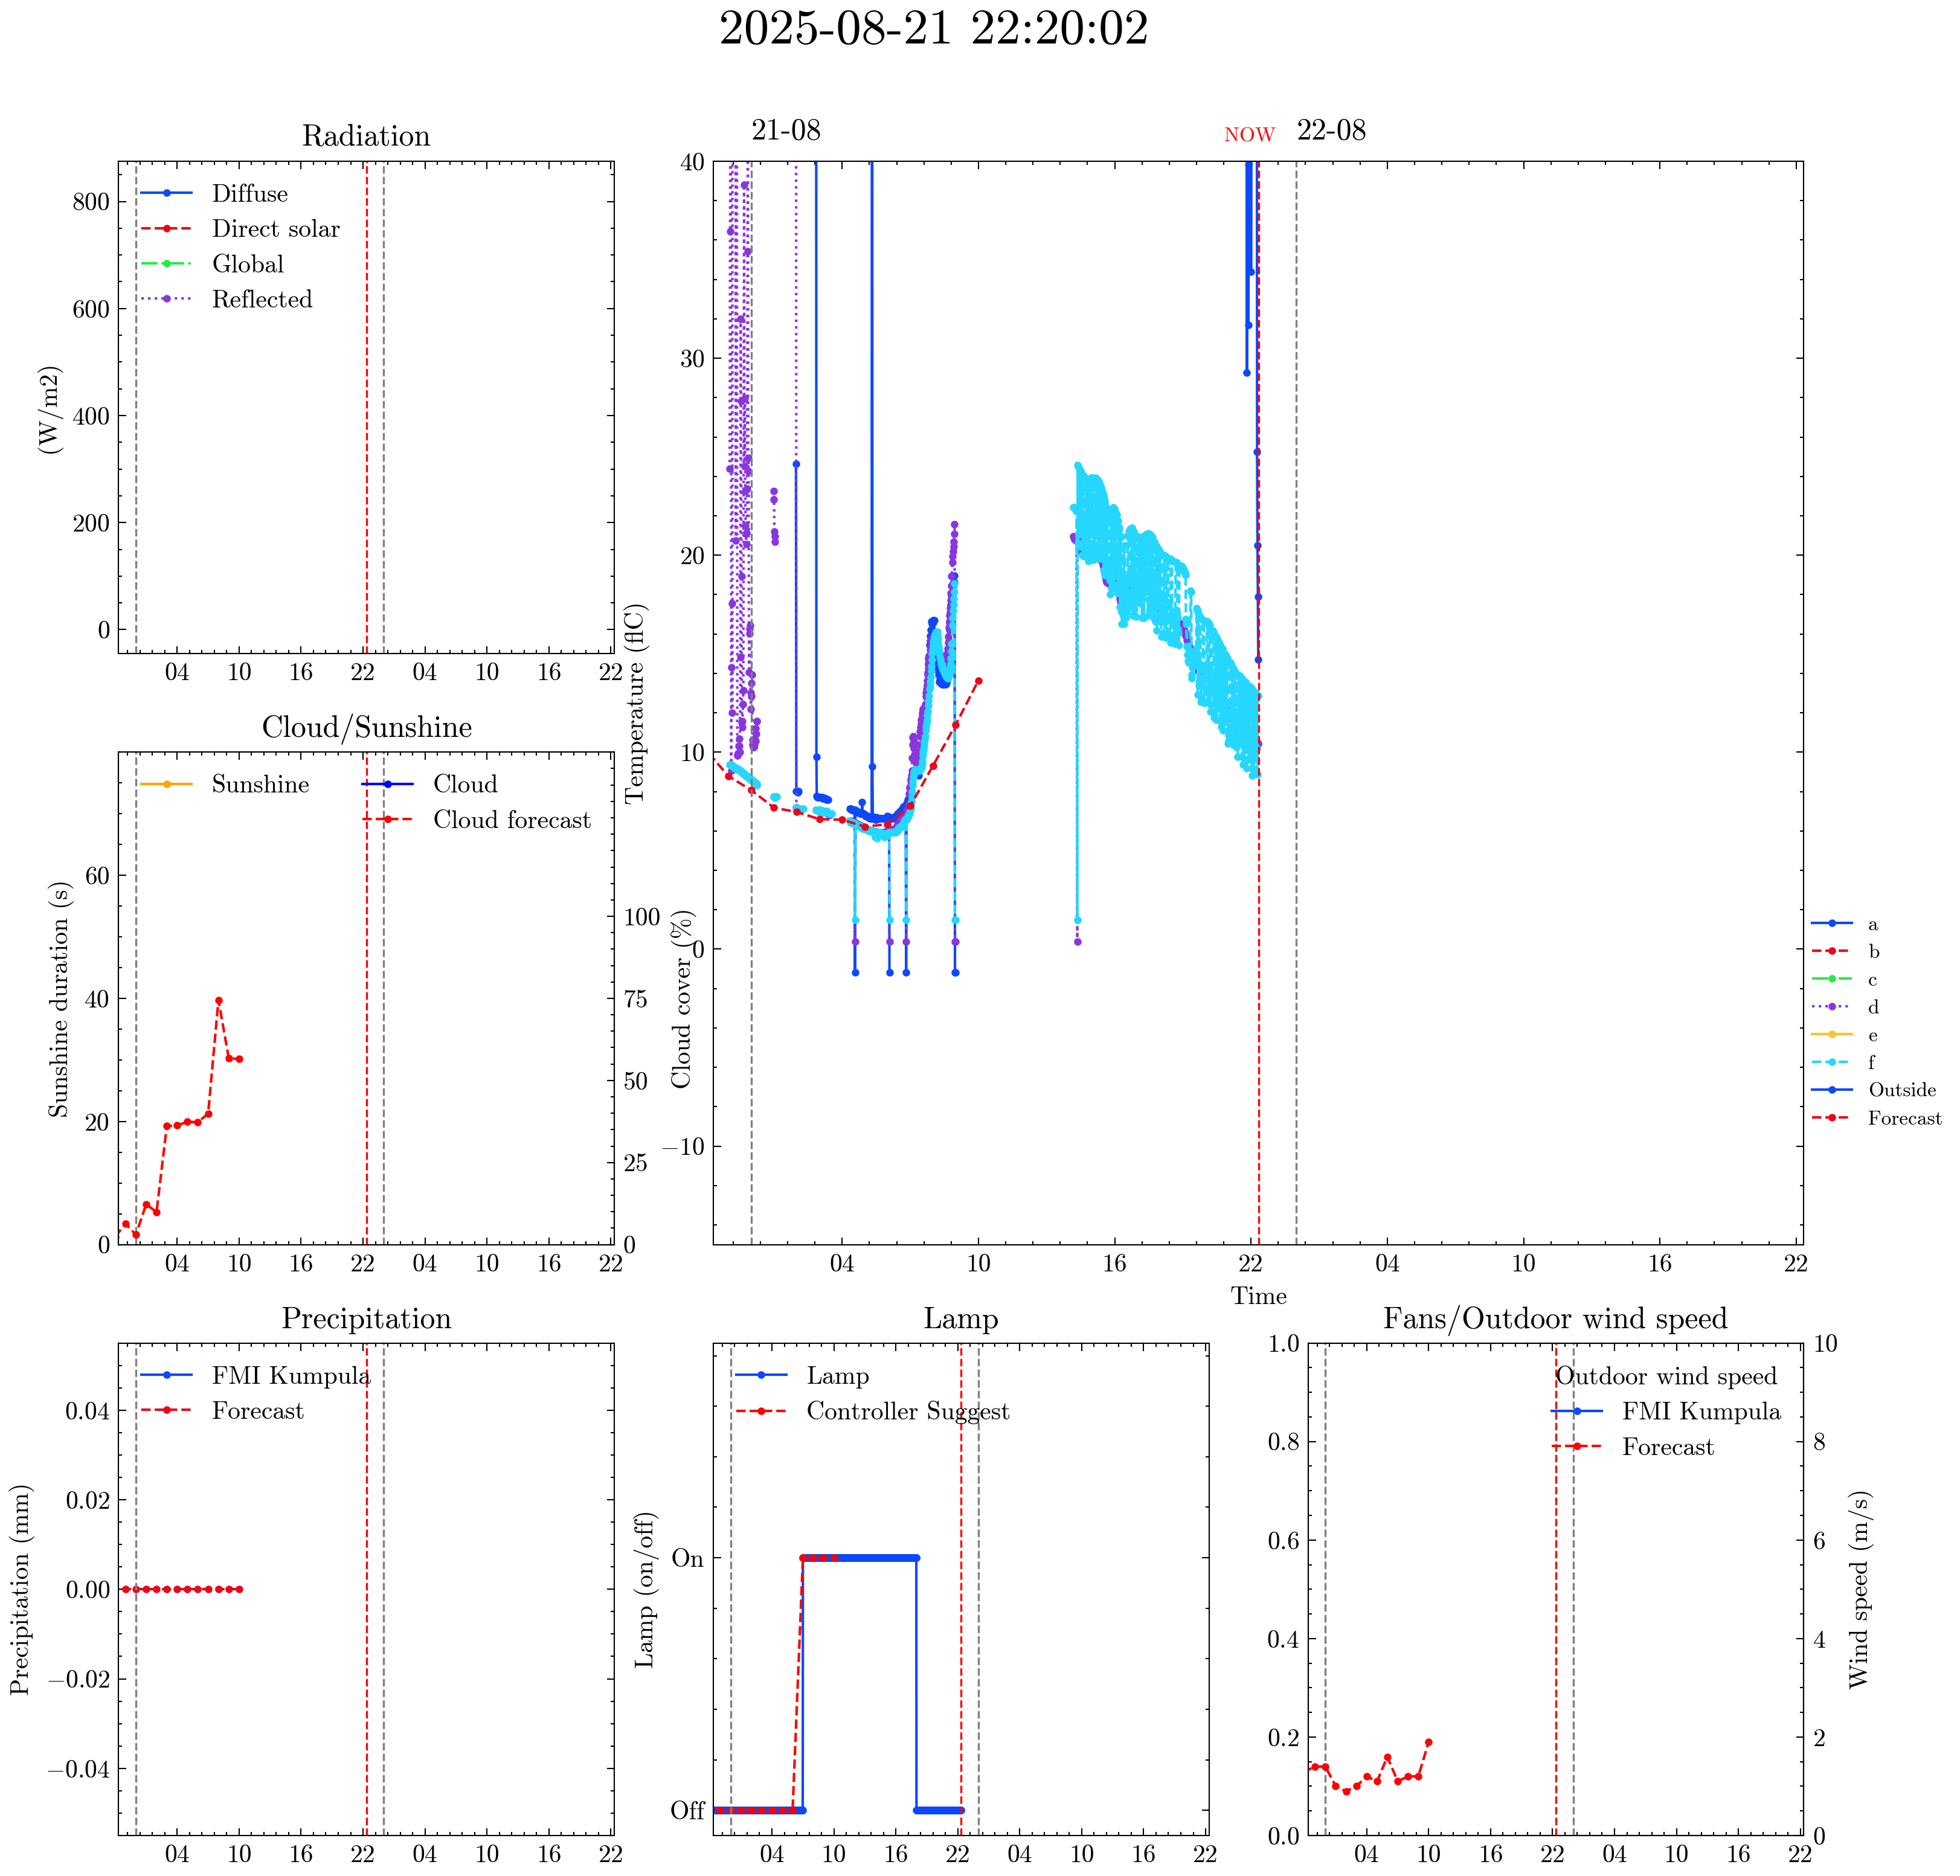 2025-08-21 22:20:02
Radiation
(W/m2)
800
600
400
200
0
Diffuse
Direct solar
Global
Reflected
04 10 16 22 04 10 16 22
21-08
NOW
22-08
Temperature (flC)
40
30
20
10
0
−10
04 10 16 22 04 10 16 22
Time
a
b
c
d
e
f
Outside
Forecast
Cloud/Sunshine
Sunshine duration (s)
60
40
20
0
Sunshine
Cloud
Cloud forecast
100
75
50
25
0
Cloud cover (%)
04 10 16 22 04 10 16 22
Precipitation
Precipitation (mm)
0.04
0.02
0.00
−0.02
−0.04
FMI Kumpula
Forecast
04 10 16 22 04 10 16 22
Lamp
Lamp (on/off)
On
Off
Lamp
Controller Suggest
04 10 16 22 04 10 16 22
Fans/Outdoor wind speed
1.0
0.8
0.6
0.4
0.2
0.0
Outdoor wind speed
FMI Kumpula
Forecast
10
8
6
4
2
0
Wind speed (m/s)
04 10 16 22 04 10 16 22